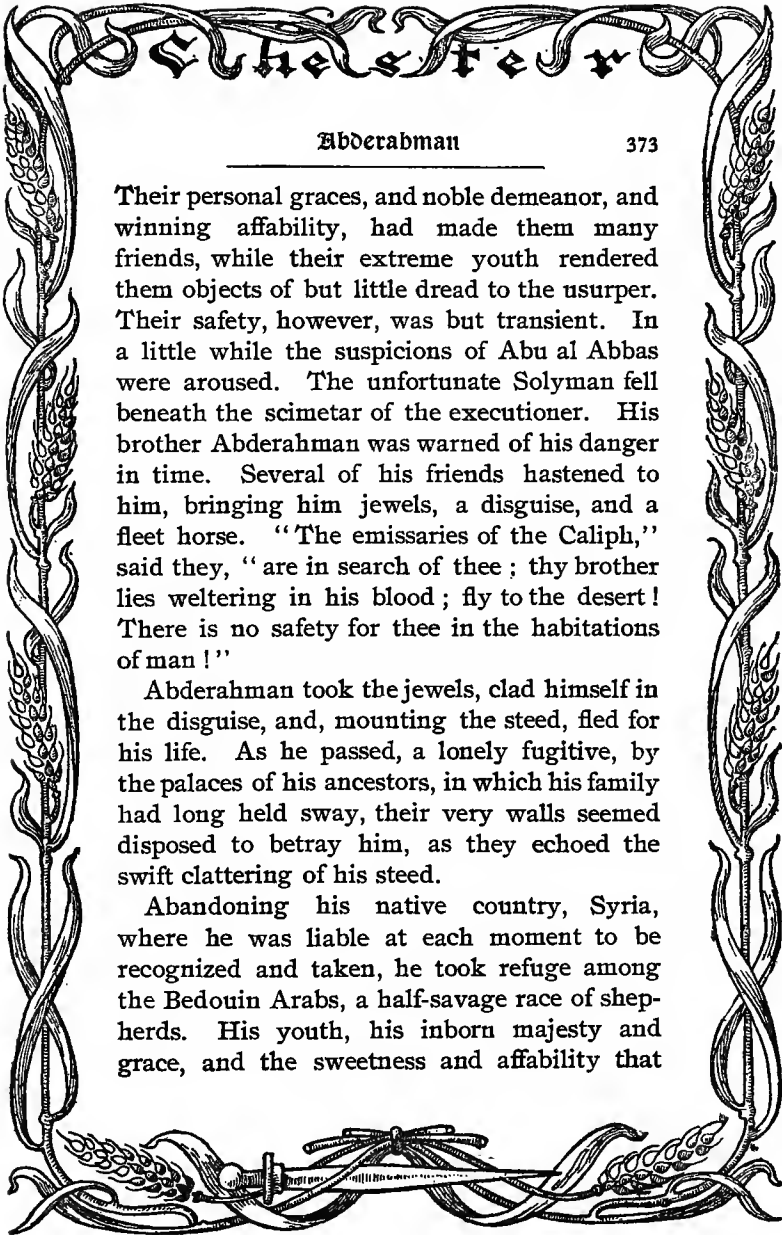 Chester
Abderahman 373
Their personal graces, and noble demeanor, and
winning affability, had made them many
friends, while their extreme youth rendered
them objects of but little dread to the usurper.
Their safety, however, was but transient. In
a little while the suspicions of Abu al Abbas
were aroused. The unfortunate Solyman fell
beneath the scimetar of the executioner. His
brother Abderahman was warned of his danger
in time. Several of his friends hastened to
him, bringing him jewels, a disguise, and a
fleet horse. "The emissaries of the Caliph,"
said they, "are in search of thee ; thy brother
lies weltering in his blood ; fly to the desert !
There is no safety for thee in the habitations
of man !"
Abderahman took the jewels, clad himself in
the disguise, and, mounting the steed, fled for
his life. As he passed, a lonely fugitive, by
the palaces of his ancestors, in which his family
had long held sway, their very walls seemed
disposed to betray him, as they echoed the
swift clattering of his steed.
Abandoning his native country, Syria,
where he was liable at each moment to be
recognized and taken, he took refuge among
the Bedouin Arabs, a half-savage race of shep-
herds. His youth, his inborn majesty and
grace, and the sweetness and affability that